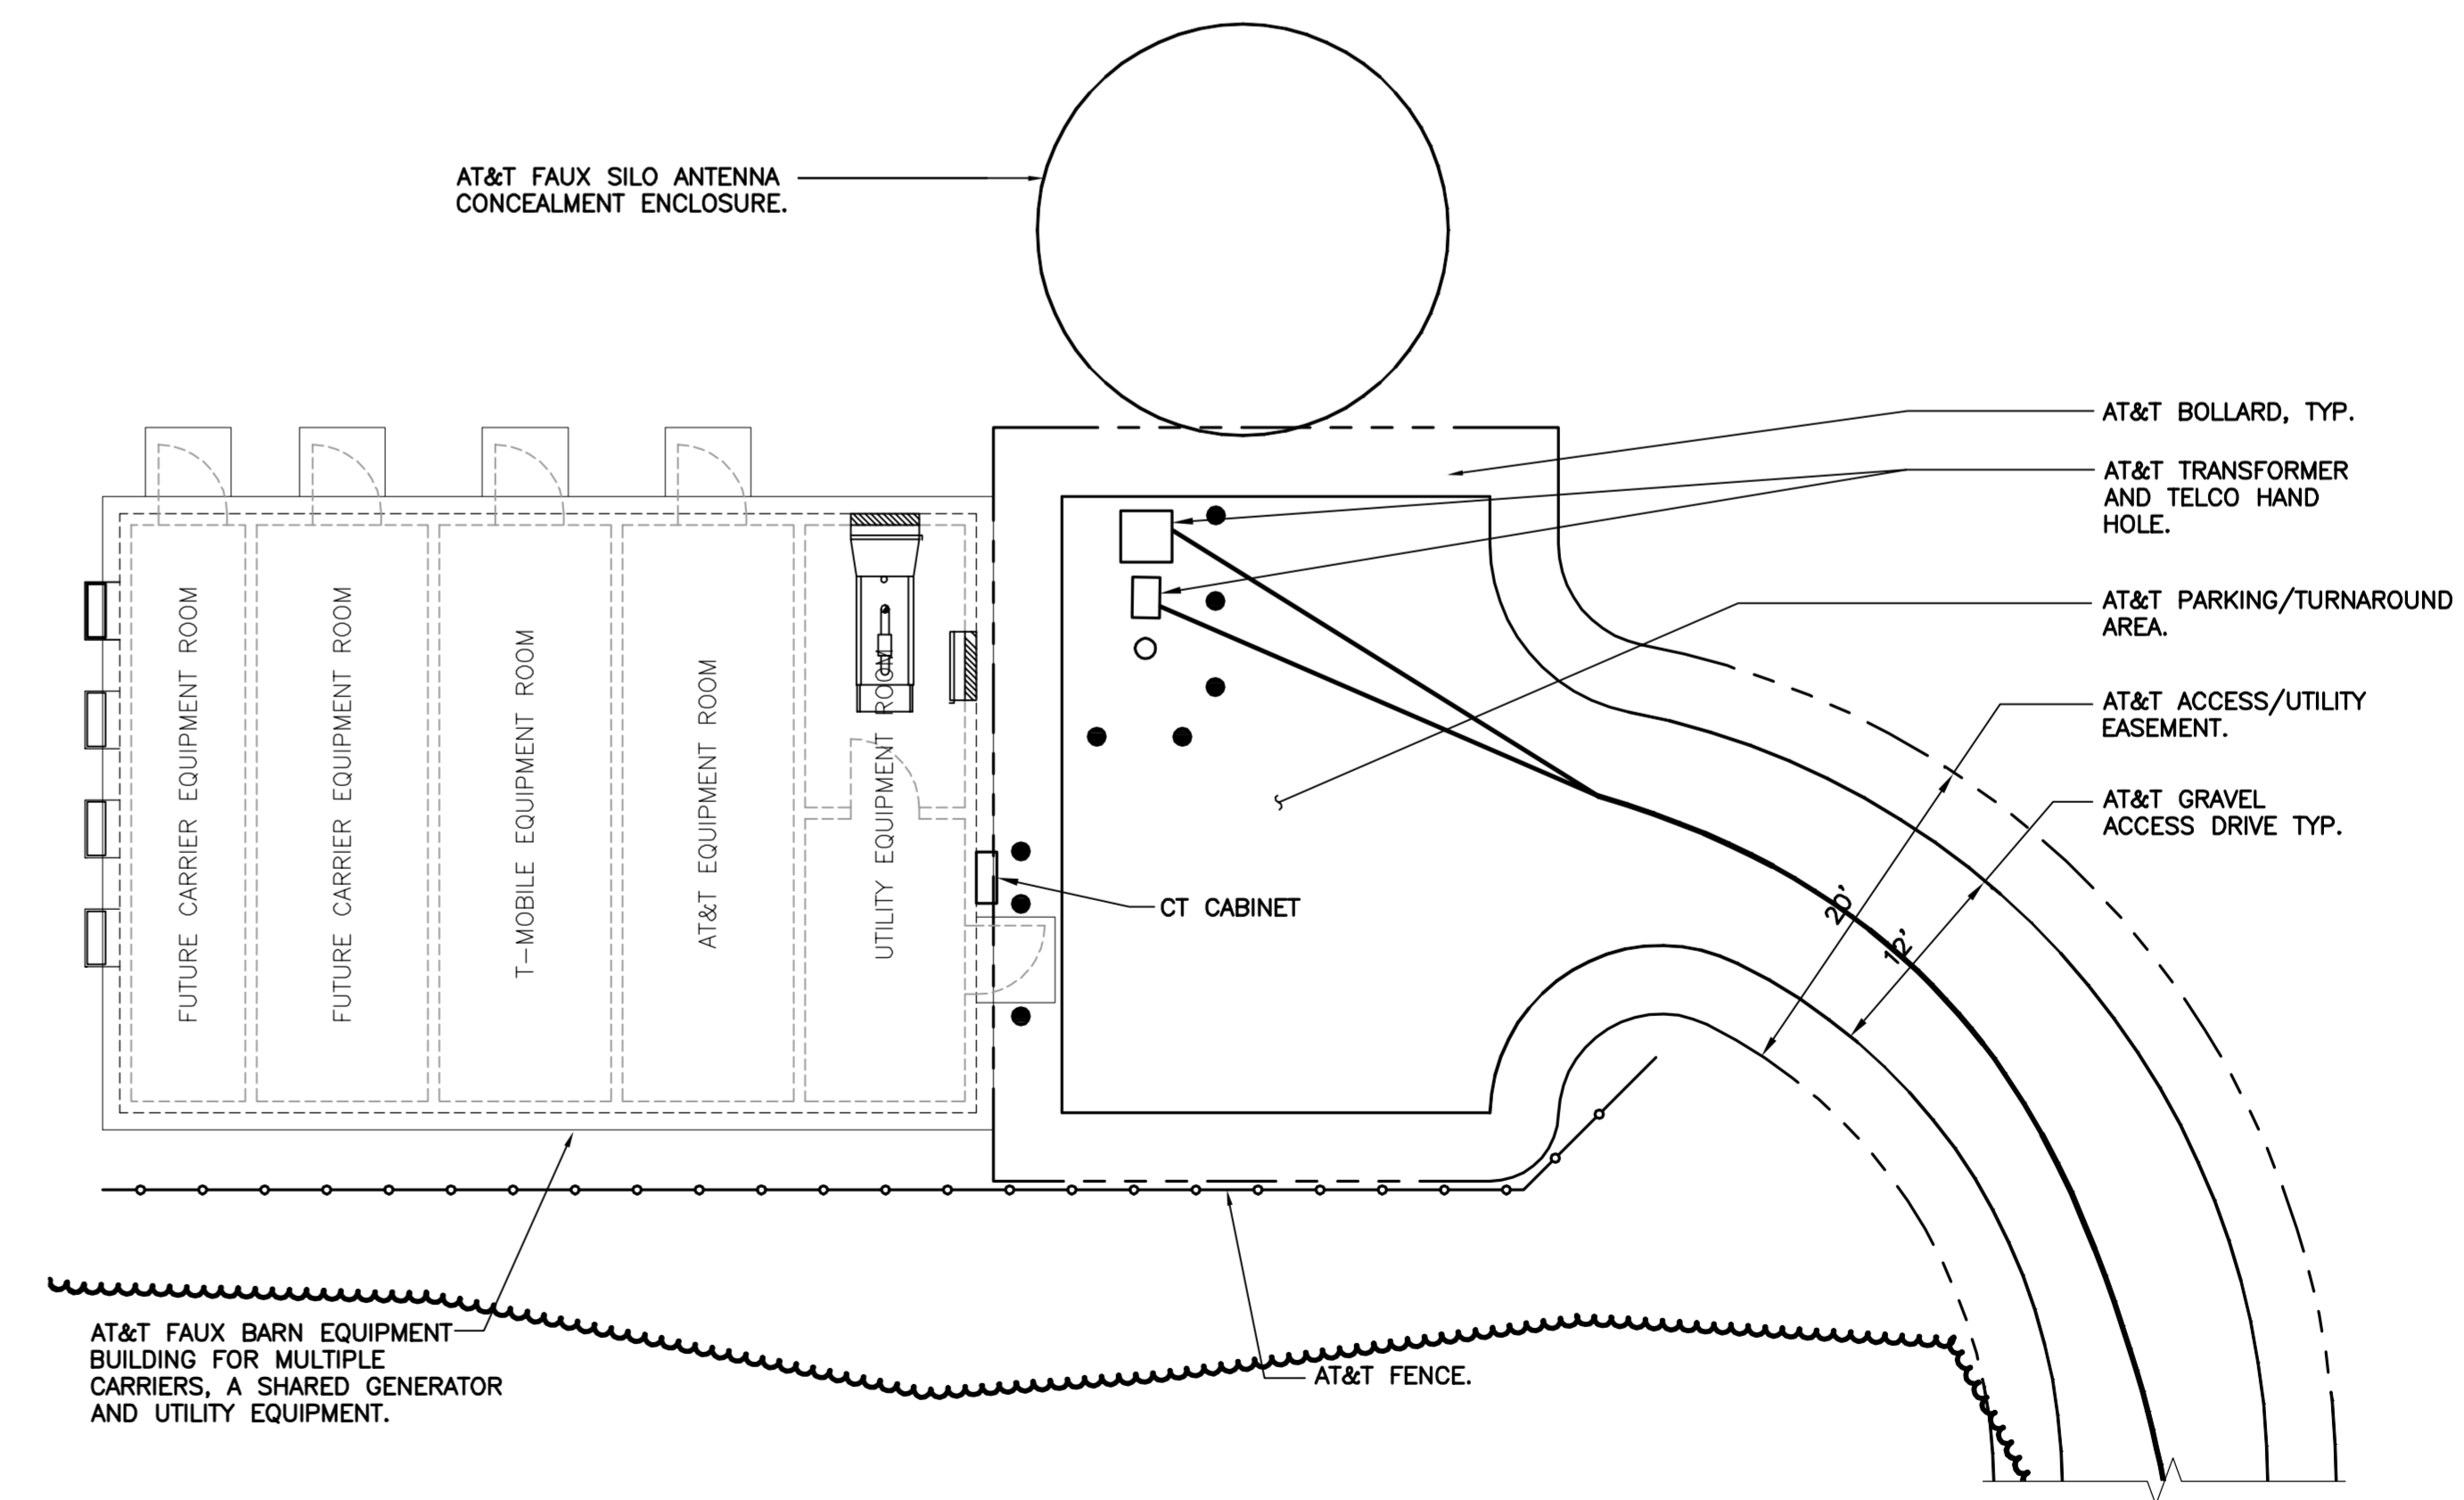 AT&T FAUX SILO ANTENNA
CONCEALMENT ENCLOSURE.
AT&T BOLLARD, TYP.
AT&T TRANSFORMER
AND TELCO HAND
HOLE.
AT&T PARKING/TURNAROUND
AREA.
AT&T ACCESS/UTILITY
EASEMENT.
AT&T GRAVEL
ACCESS DRIVE TYP.
20'
12'
FUTURE CARRIER EQUIPMENT ROOM
FUTURE CARRIER EQUIPMENT ROOM
T-MOBILE EQUIPMENT ROOM
AT&T EQUIPMENT ROOM
UTILITY EQUIPMENT ROOM
CT CABINET
AT&T FAUX BARN EQUIPMENT
BUILDING FOR MULTIPLE
CARRIERS, A SHARED GENERATOR
AND UTILITY EQUIPMENT.
AT&T FENCE.